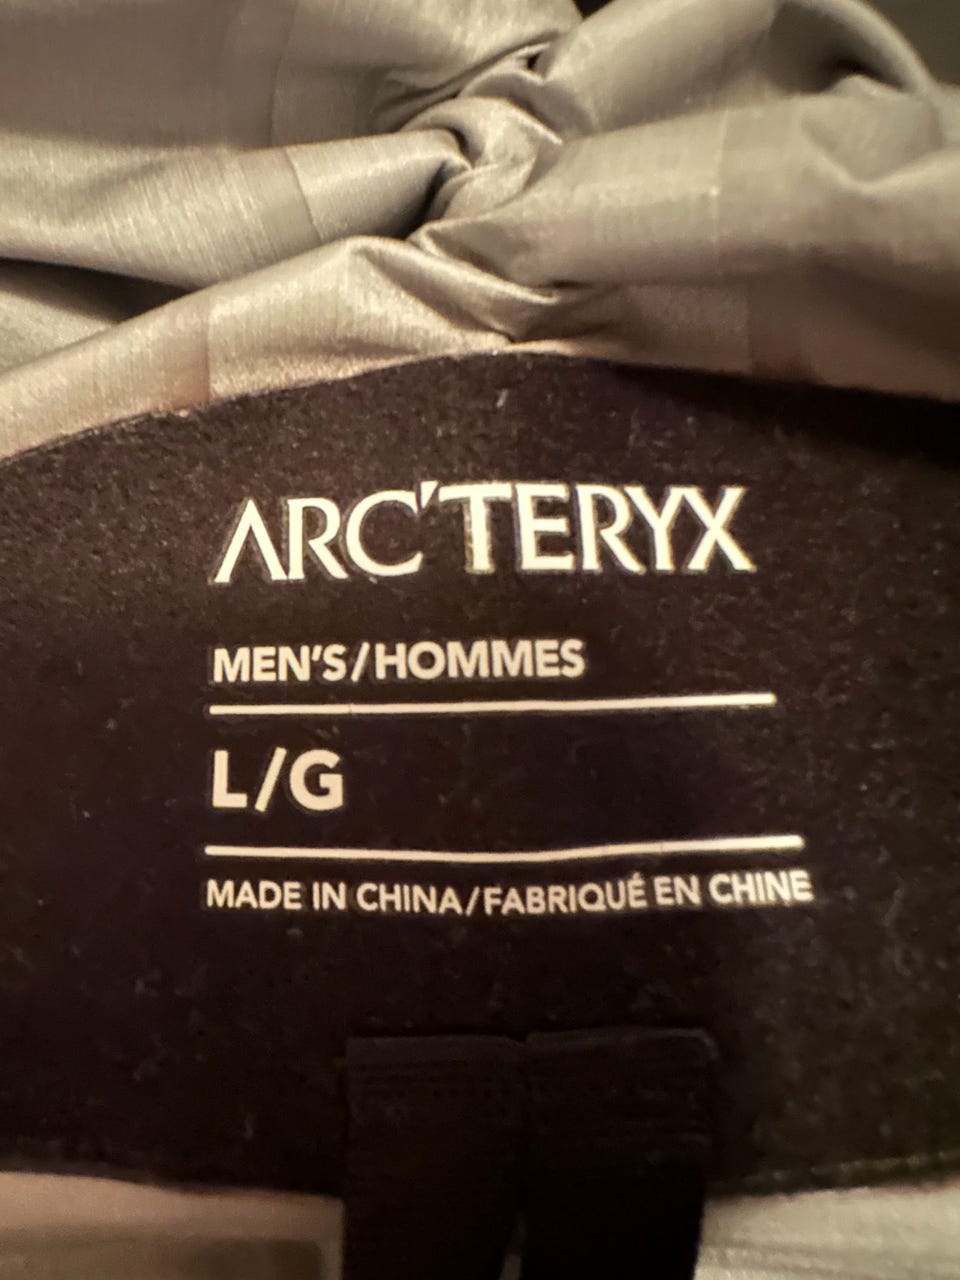 ARC'TERYX
MEN'S/HOMMES
L/G
MADE IN CHINA/FABRIQUÉ EN CHINE